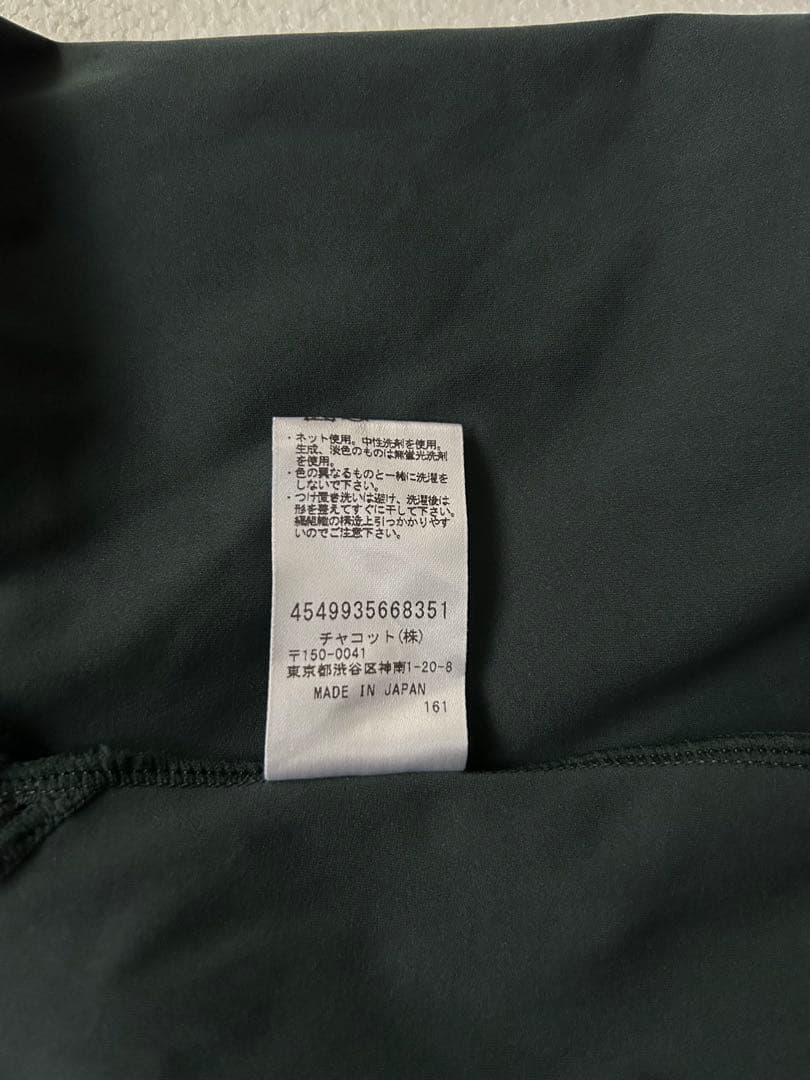 ・ネット使用。中性洗剤を使用。
生成、淡色のものは無蛍光洗剤
を使用。
・色の異なるものと一緒に洗濯を
しないで下さい。
・つけ置き洗いは避け、洗濯後は
形を整えてすぐに干して下さい。
の構造上引っかかりやす
いのでご注意下さい。
4549935668351
チャコット(株)
〒150-0041
東京都渋谷区神南1-20-8
MADE IN JAPAN
161